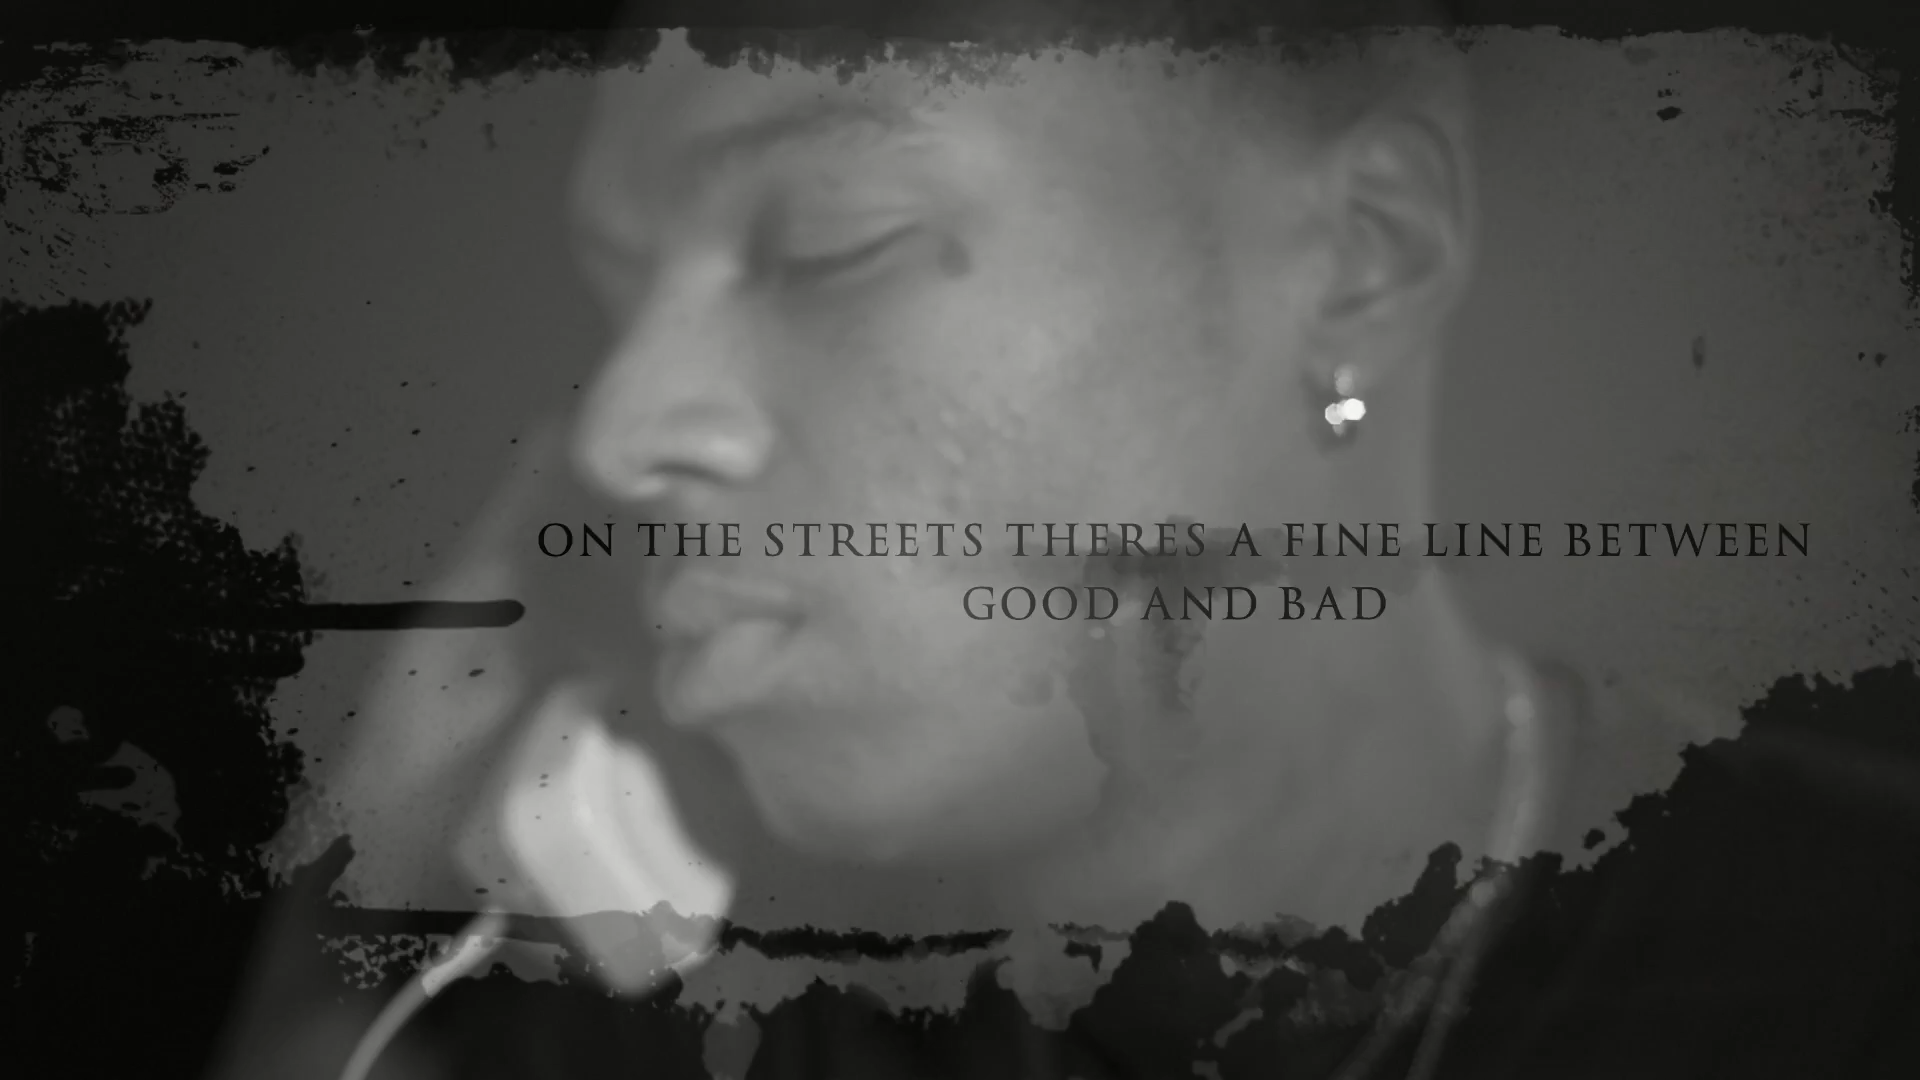 ON THE STREETS THERES A FINE LINE BETWEEN
GOOD AND BAD